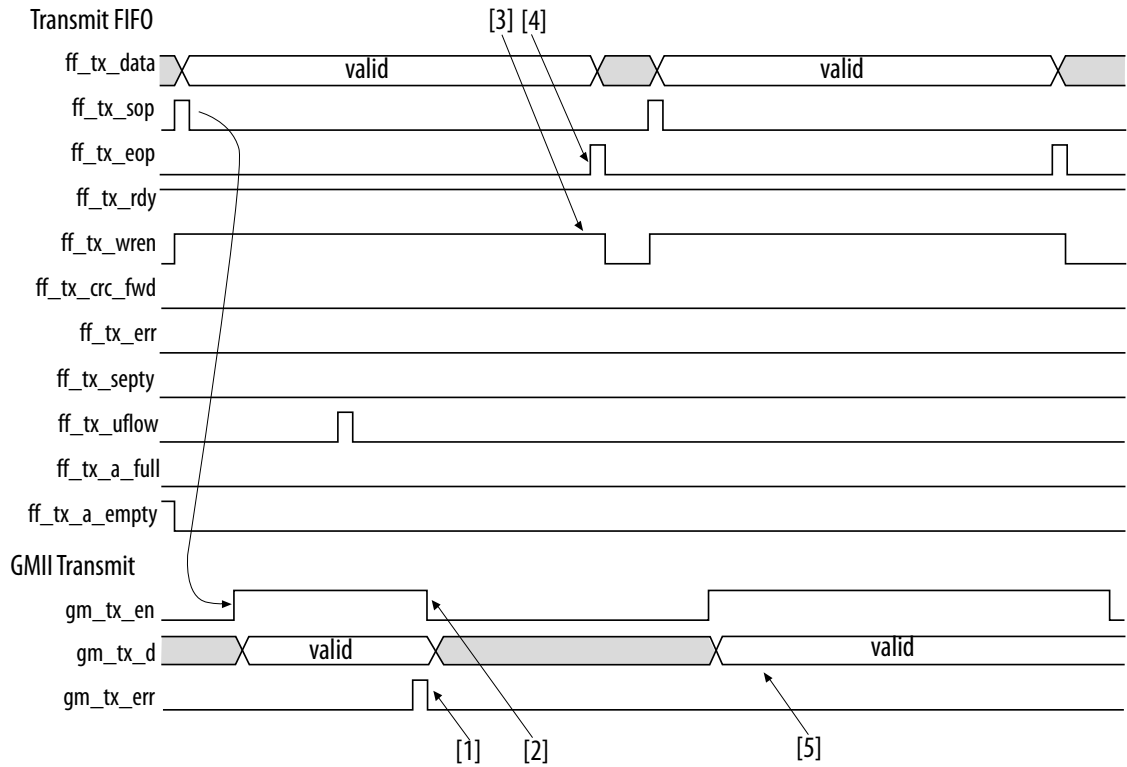 Transmit FIFO
[3] [4]
ff_tx_data
valid
valid
ff_tx_sop
ff_tx_eop
ff_tx_rdy
ff_tx_wren
ff_tx_crc_fwd
ff_tx_err
ff_tx_septy
ff_tx_uflow
ff_tx_a_full
ff_tx_a_empty
GMII Transmit
gm_tx_en
gm_tx_d
valid
valid
gm_tx_err
[1]
[2]
[5]